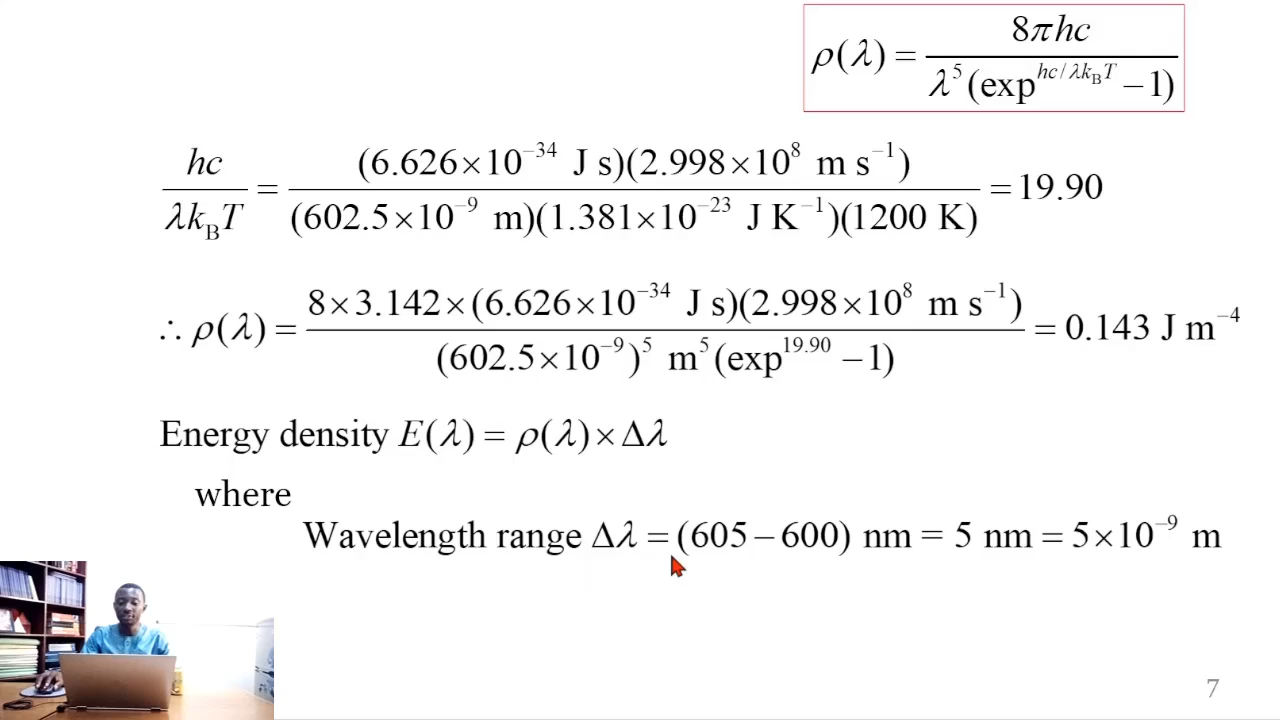 ρ(λ) = 8πhc / λ⁵(exp^(hc/λk_BT) − 1)
hc / λk_BT = (6.626×10⁻³⁴ J s)(2.998×10⁸ m s⁻¹) / (602.5×10⁻⁹ m)(1.381×10⁻²³ J K⁻¹)(1200 K) = 19.90
∴ ρ(λ) = 8×3.142×(6.626×10⁻³⁴ J s)(2.998×10⁸ m s⁻¹) / (602.5×10⁻⁹)⁵ m⁵(exp^19.90 − 1) = 0.143 J m⁻⁴
Energy density E(λ) = ρ(λ)×Δλ
where
Wavelength range Δλ = (605 − 600) nm = 5 nm = 5×10⁻⁹ m
7